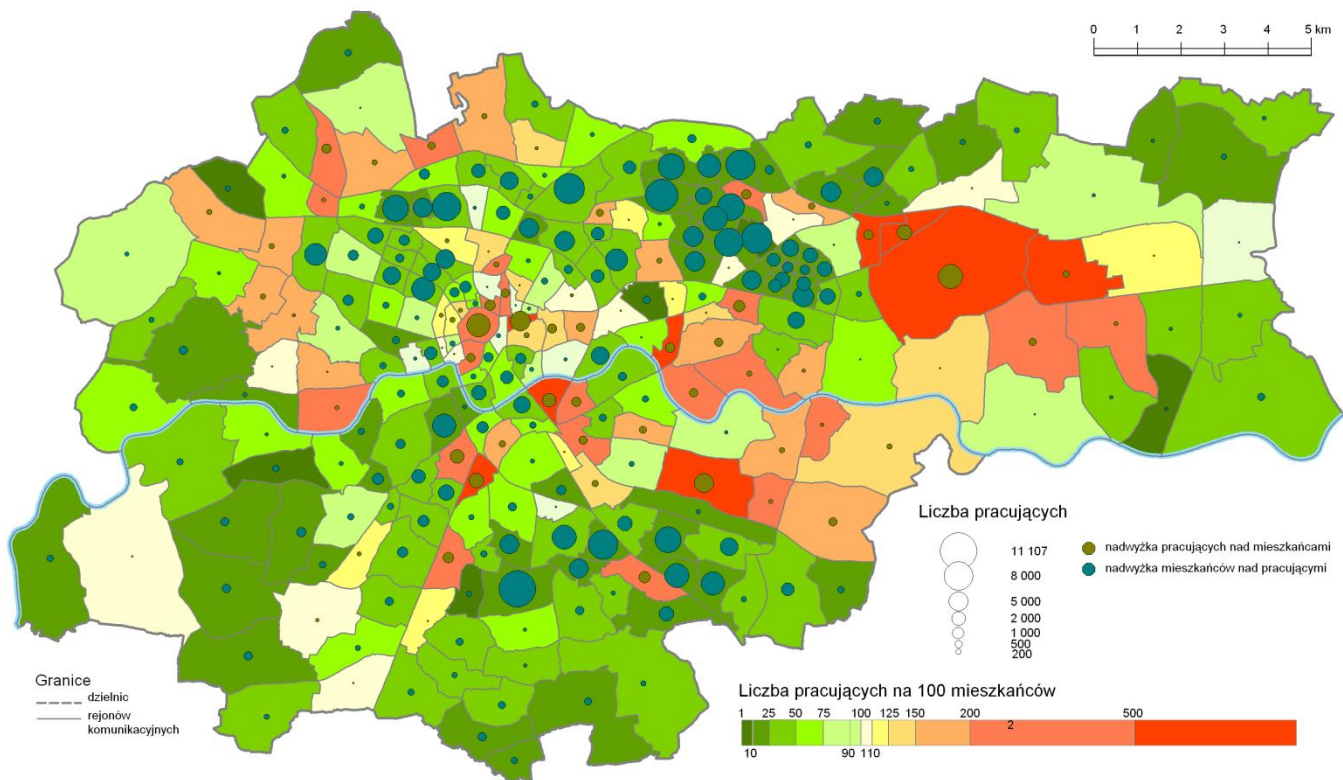 0 1 2 3 4 5 km
Liczba pracujących
11 107
8 000
5 000
2 000
1 000
500
200
nadwyżka pracujących nad mieszkańcami
nadwyżka mieszkańców nad pracującymi
Granice
dzielnic
rejonów
komunikacyjnych
Liczba pracujących na 100 mieszkańców
1 25 50 75 100 125 150 200 500
2
10 90 110